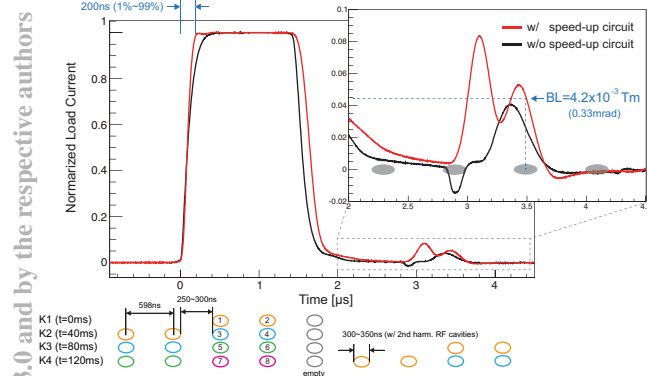 200ns (1%~99%)
3.0 and by the respective authors
Normarized Load Current
1
0.8
0.6
0.4
0.2
0
0
1
2
3
4
Time [μs]
0.1
0.08
0.06
0.04
0.02
0
-0.02
2
2.5
3
3.5
4
4.
w/ speed-up circuit
w/o speed-up circuit
BL=4.2x10⁻³ Tm
(0.33mrad)
598ns
250~300ns
K1 (t=0ms)
1
2
K2 (t=40ms)
3
4
300~350ns (w/ 2nd harm. RF cavities)
K3 (t=80ms)
5
6
K4 (t=120ms)
7
8
empty